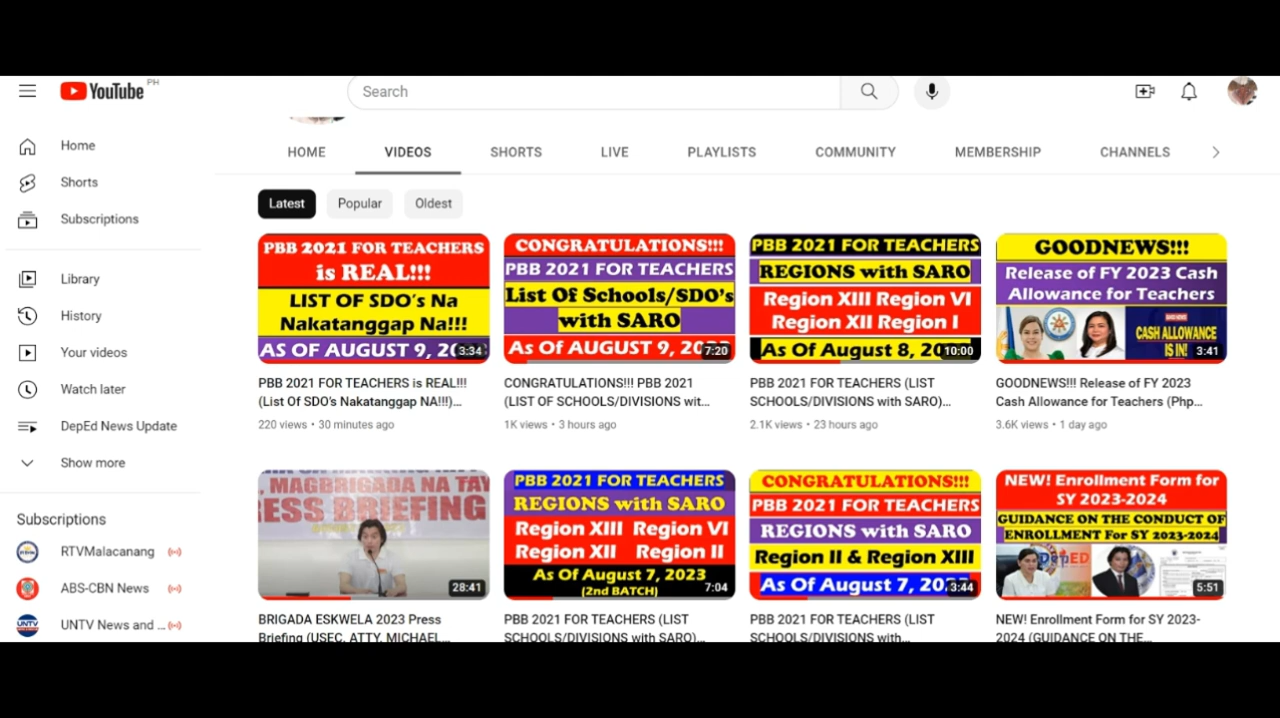 YouTube PH
Search
Home
Shorts
Subscriptions
Library
History
Your videos
Watch later
DepEd News Update
Show more
Subscriptions
RTVMalacanang
ABS-CBN News
UNTV News and ...
HOME VIDEOS SHORTS LIVE PLAYLISTS COMMUNITY MEMBERSHIP CHANNELS
Latest Popular Oldest
PBB 2021 FOR TEACHERS
is REAL!!!
LIST OF SDO's Na
Nakatanggap Na!!!
AS OF AUGUST 9, 20
3:34
PBB 2021 FOR TEACHERS is REAL!!!
(List Of SDO's Nakatanggap NA!!!)...
220 views • 30 minutes ago
CONGRATULATIONS!!!
PBB 2021 FOR TEACHERS
List Of Schools/SDO's
with SARO
AS OF AUGUST 9, 202
7:20
CONGRATULATIONS!!! PBB 2021
(LIST OF SCHOOLS/DIVISIONS wit...
1K views • 3 hours ago
PBB 2021 FOR TEACHERS
REGIONS with SARO
Region XIII Region VI
Region XII Region I
As Of August 8, 20
10:00
PBB 2021 FOR TEACHERS (LIST
SCHOOLS/DIVISIONS with SARO)...
2.1K views • 23 hours ago
GOODNEWS!!!
Release of FY 2023 Cash
Allowance for Teachers
CASH ALLOWANCE
IS IN!
3:41
GOODNEWS!!! Release of FY 2023
Cash Allowance for Teachers (Php...
3.6K views • 1 day ago
, MAGBRIGADA NA TAY
RESS BRIEFING
28:41
BRIGADA ESKWELA 2023 Press
Briefing (USEC. ATTY. MICHAEL...
PBB 2021 FOR TEACHERS
REGIONS with SARO
Region XIII Region VI
Region XII Region II
As Of August 7, 2023
(2nd BATCH)
7:04
PBB 2021 FOR TEACHERS (LIST
SCHOOLS/DIVISIONS with SARO)...
CONGRATULATIONS!!!
PBB 2021 FOR TEACHERS
REGIONS with SARO
Region II & Region XIII
As Of August 7, 202
3:44
PBB 2021 FOR TEACHERS (LIST
SCHOOLS/DIVISIONS with...
NEW! Enrollment Form for
SY 2023-2024
GUIDANCE ON THE CONDUCT OF
ENROLLMENT For SY 2023-2024
DepED
5:51
NEW! Enrollment Form for SY 2023-
2024 (GUIDANCE ON THE...